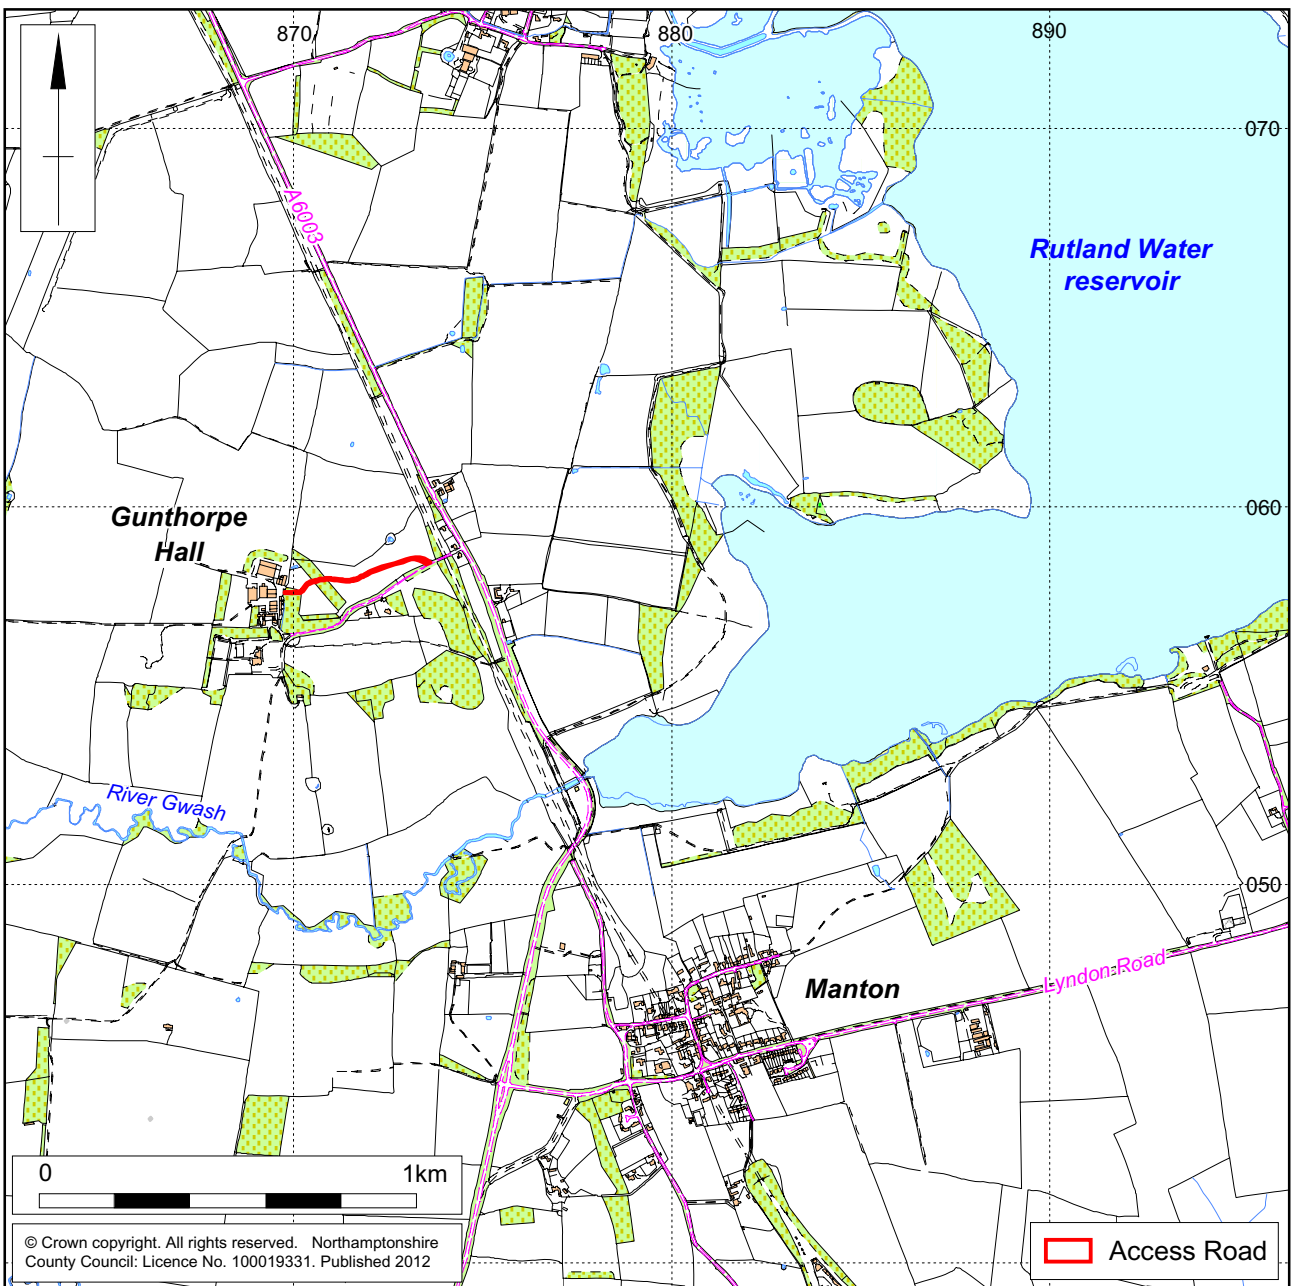 870
880
890
070
A6003
Rutland Water
reservoir
Gunthorpe
Hall
060
River Gwash
050
Manton
Lyndon Road
0 1km
© Crown copyright. All rights reserved. Northamptonshire
County Council: Licence No. 100019331. Published 2012
Access Road